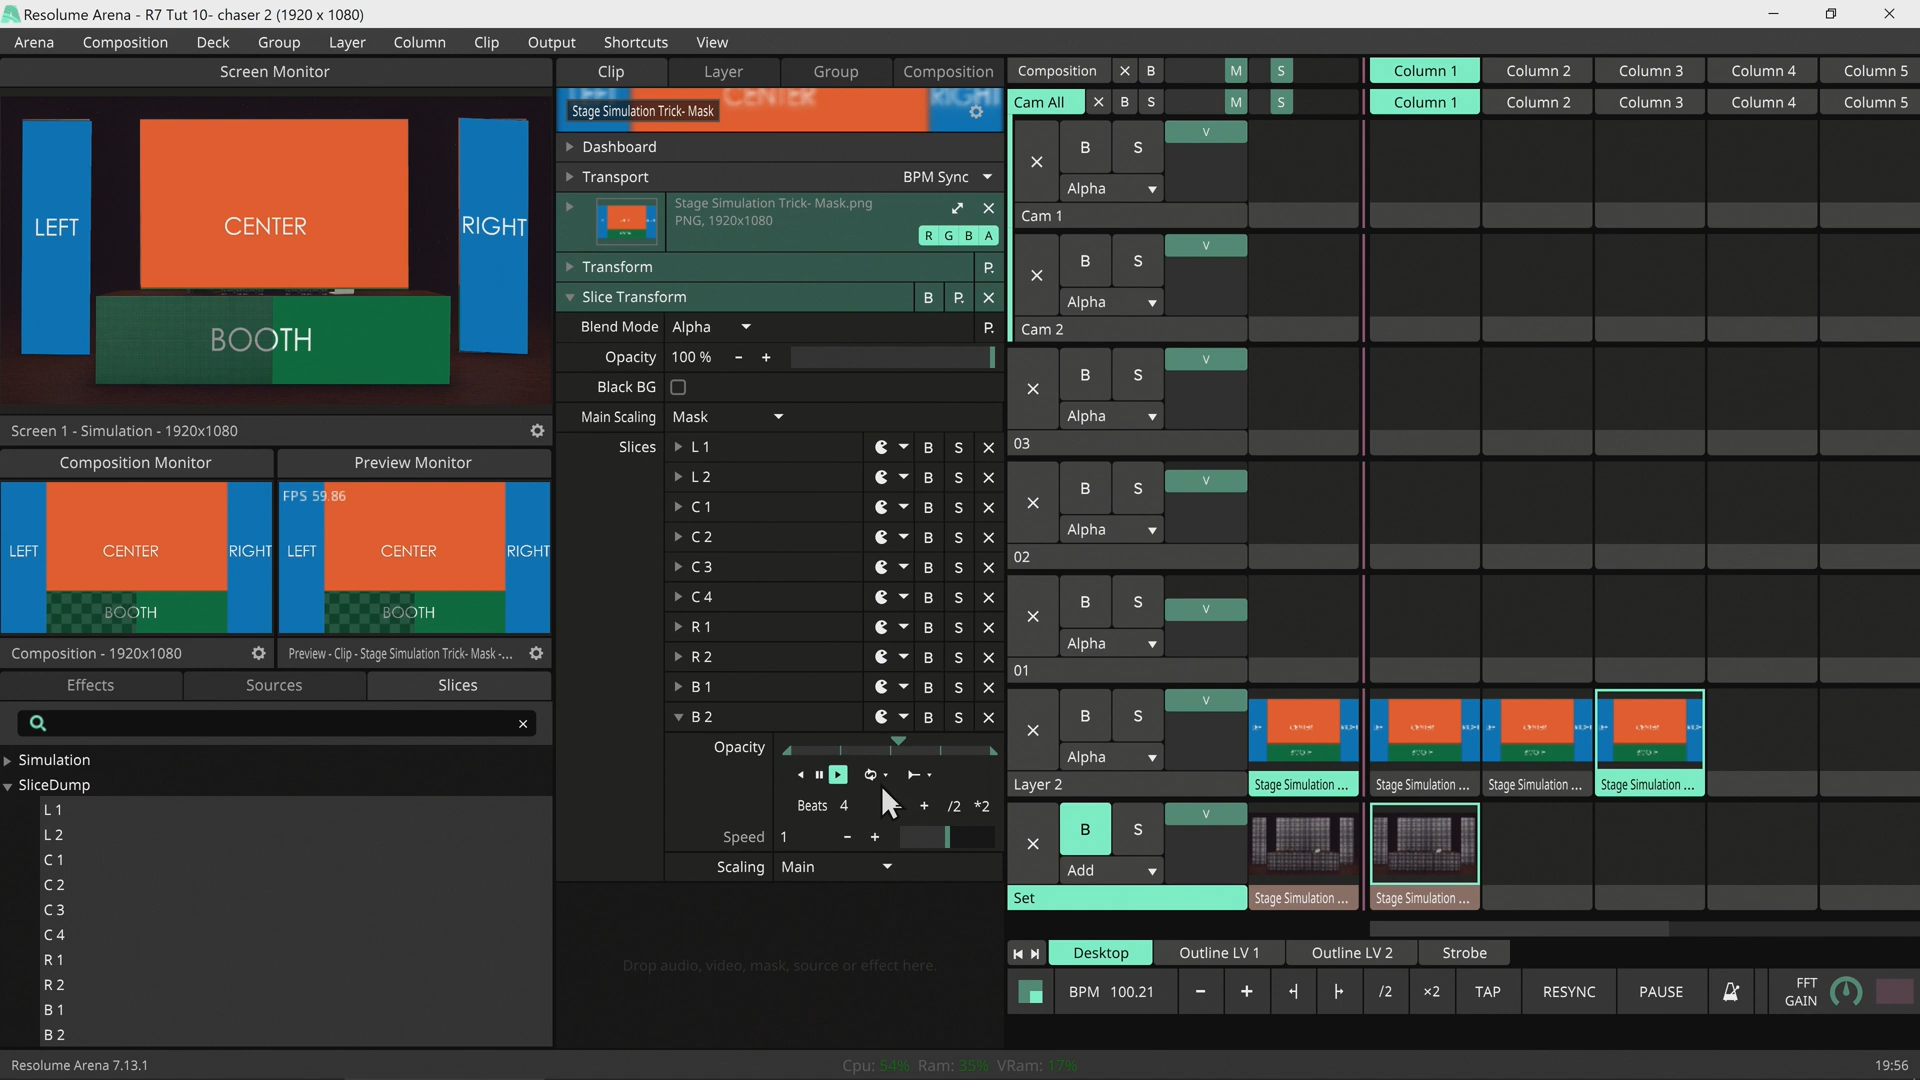 Resolume Arena - R7 Tut 10- chaser 2 (1920 x 1080)
Arena Composition Deck Group Layer Column Clip Output Shortcuts View
Screen Monitor
LEFT CENTER RIGHT
BOOTH
Screen 1 - Simulation - 1920x1080
Composition Monitor Preview Monitor
FPS 59.86
LEFT CENTER RIGHT LEFT CENTER RIGHT
BOOTH BOOTH
Composition - 1920x1080 Preview - Clip - Stage Simulation Trick- Mask -...
Effects Sources Slices
Simulation
SliceDump
L 1
L 2
C 1
C 2
C 3
C 4
R 1
R 2
B 1
B 2
Clip Layer Group Composition
Stage Simulation Trick- Mask
Dashboard
Transport BPM Sync
Stage Simulation Trick- Mask.png
PNG, 1920x1080
R G B A
Transform P.
Slice Transform B P. X
Blend Mode Alpha P.
Opacity 100 % - +
Black BG
Main Scaling Mask
Slices L 1 B S X
L 2 B S X
C 1 B S X
C 2 B S X
C 3 B S X
C 4 B S X
R 1 B S X
R 2 B S X
B 1 B S X
B 2 B S X
Opacity
Beats 4 + /2 *2
Speed 1 - +
Scaling Main
Drop audio, video, mask, source or effect here.
Composition X B M S Column 1 Column 2 Column 3 Column 4 Column 5
Cam All X B S M S Column 1 Column 2 Column 3 Column 4 Column 5
X B S V
Alpha
Cam 1
X B S V
Alpha
Cam 2
X B S V
Alpha
03
X B S V
Alpha
02
X B S V
Alpha
01
X B S V
Alpha
Layer 2 Stage Simulation ... Stage Simulation ... Stage Simulation ... Stage Simulation ...
X B S V
Add
Set Stage Simulation ... Stage Simulation ...
Desktop Outline LV 1 Outline LV 2 Strobe
BPM 100.21 - + /2 ×2 TAP RESYNC PAUSE FFT GAIN
Resolume Arena 7.13.1 Cpu: 54% Ram: 35% VRam: 17% 19:56